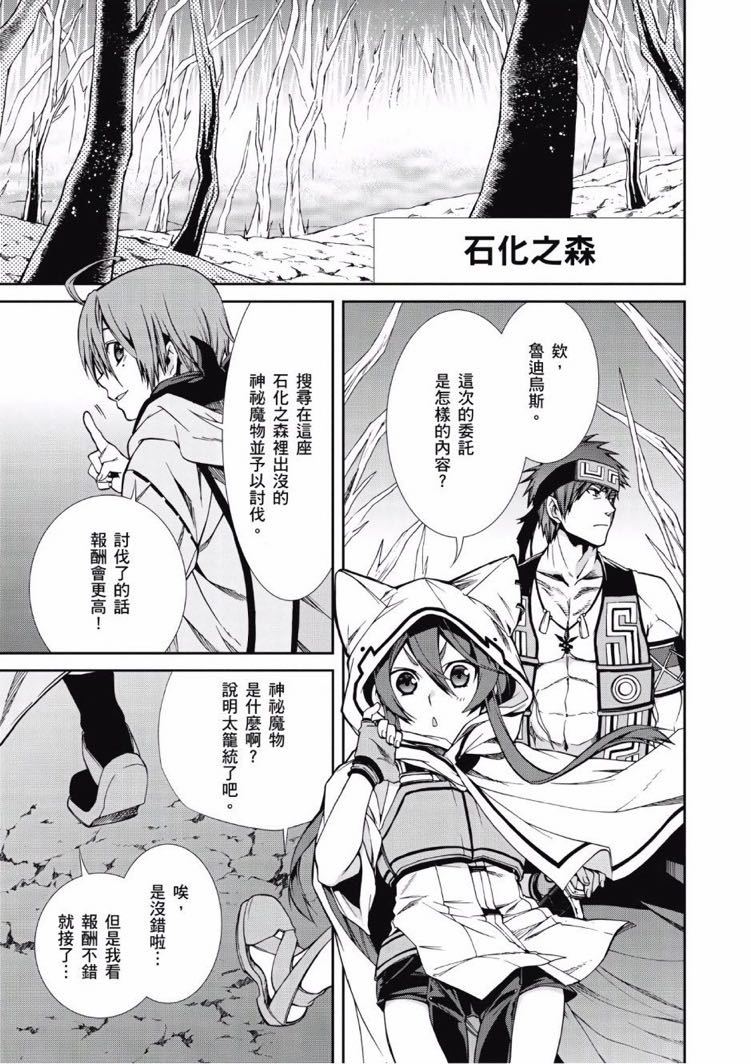 石化之森
欸，
魯迪烏斯。
這次的委託
是怎樣的內容？
搜尋在這座
石化之森裡出沒的
神祕魔物並予以討伐。
討伐了的話
報酬會更高！
神祕魔物
是什麼啊？
說明太籠統了吧。
唉，
是沒錯啦…
但是我看
報酬不錯
就接了…